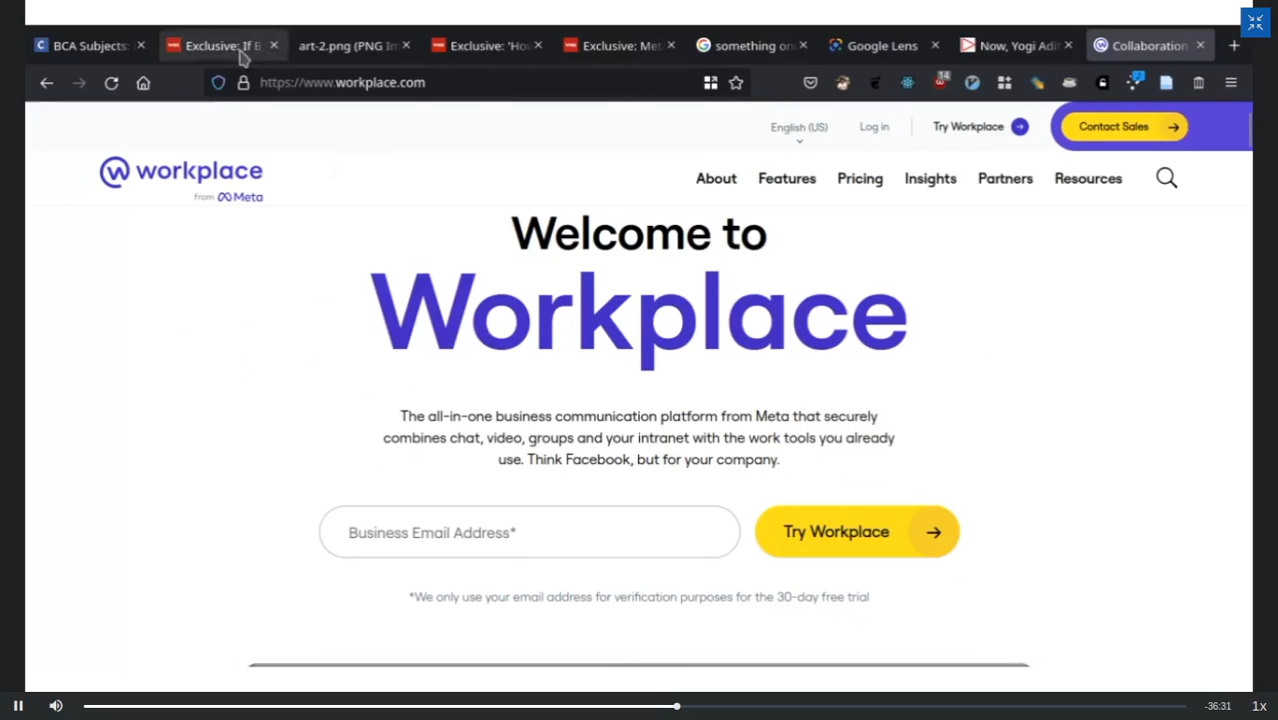 BCA Subjects:
Exclusive: If B
art-2.png (PNG Im
Exclusive: 'Hov
Exclusive: Met
something on
Google Lens
Now, Yogi Adit
Collaboration
https://www.workplace.com
14
2
English (US)
Log in
Try Workplace
Contact Sales
workplace
from Meta
About
Features
Pricing
Insights
Partners
Resources
Welcome to
Workplace
The all-in-one business communication platform from Meta that securely
combines chat, video, groups and your intranet with the work tools you already
use. Think Facebook, but for your company.
Business Email Address*
Try Workplace
*We only use your email address for verification purposes for the 30-day free trial
-36:31
1x